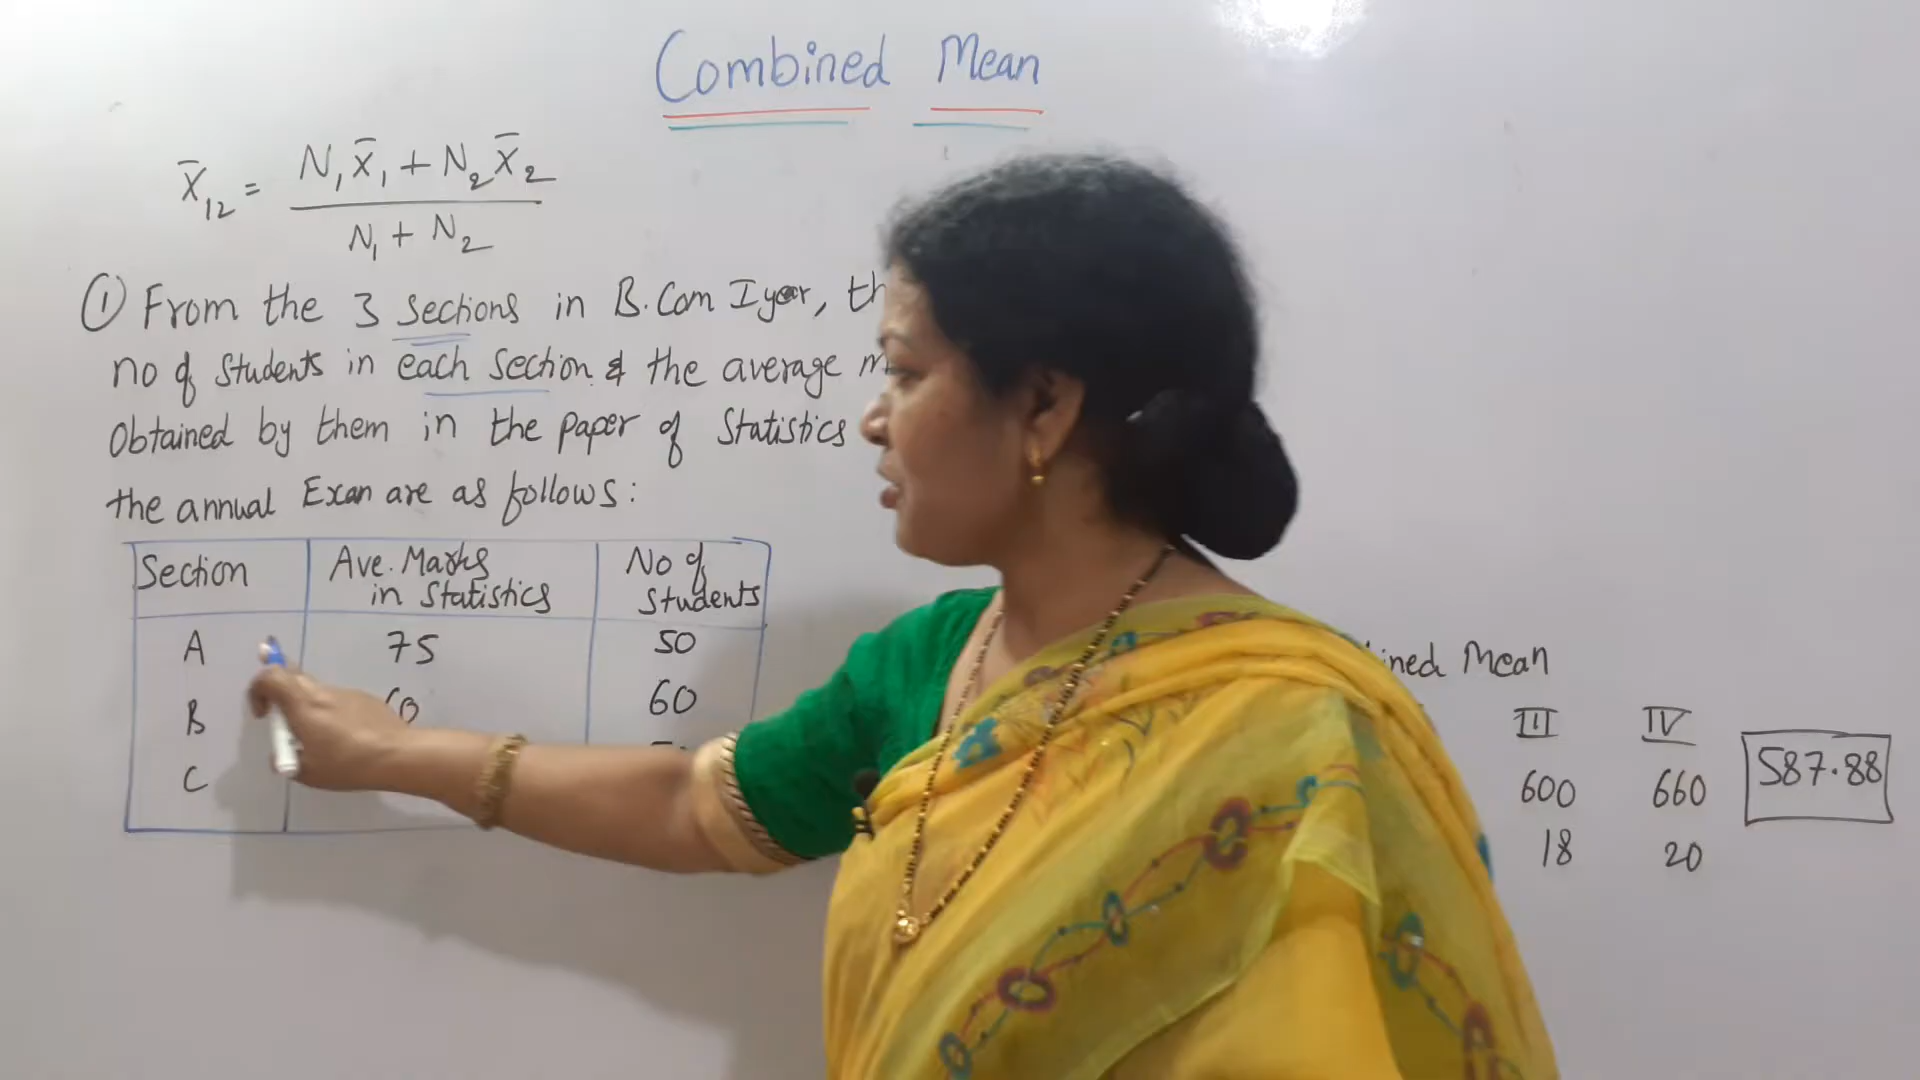 Combined Mean
X̄12 = N1X̄1 + N2X̄2
N1 + N2
① From the 3 Sections in B.Com I year,
no of Students in each Section & the average
Obtained by them in the paper of Statistics
the annual Exam are as follows:
Section Ave. Marks in Statistics No of Students
A 75 50
B 60 60
C
Mean
III IV
600 660 587.88
18 20